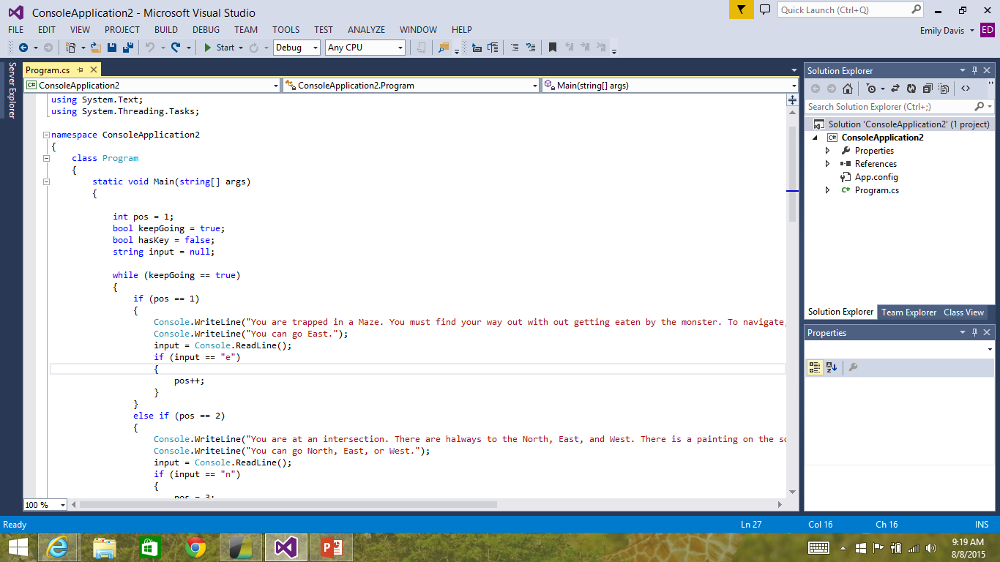 ConsoleApplication2 - Microsoft Visual Studio
Quick Launch (Ctrl+Q)
FILE EDIT VIEW PROJECT BUILD DEBUG TEAM TOOLS TEST ANALYZE WINDOW HELP
Emily Davis ED
Start Debug Any CPU
Server Explorer
Program.cs
ConsoleApplication2 ConsoleApplication2.Program Main(string[] args)
using System.Text;
using System.Threading.Tasks;
namespace ConsoleApplication2
{
class Program
{
static void Main(string[] args)
{
int pos = 1;
bool keepGoing = true;
bool hasKey = false;
string input = null;
while (keepGoing == true)
{
if (pos == 1)
{
Console.WriteLine("You are trapped in a Maze. You must find your way out with out getting eaten by the monster. To navigate,
Console.WriteLine("You can go East.");
input = Console.ReadLine();
if (input == "e")
{
pos++;
}
}
else if (pos == 2)
{
Console.WriteLine("You are at an intersection. There are halways to the North, East, and West. There is a painting on the
Console.WriteLine("You can go North, East, or West.");
input = Console.ReadLine();
if (input == "n")
{
pos = 3;
100 %
Solution Explorer
Search Solution Explorer (Ctrl+;)
Solution 'ConsoleApplication2' (1 project)
C# ConsoleApplication2
Properties
References
App.config
C# Program.cs
Solution Explorer Team Explorer Class View
Properties
Ready Ln 27 Col 16 Ch 16 INS
9:19 AM
8/8/2015